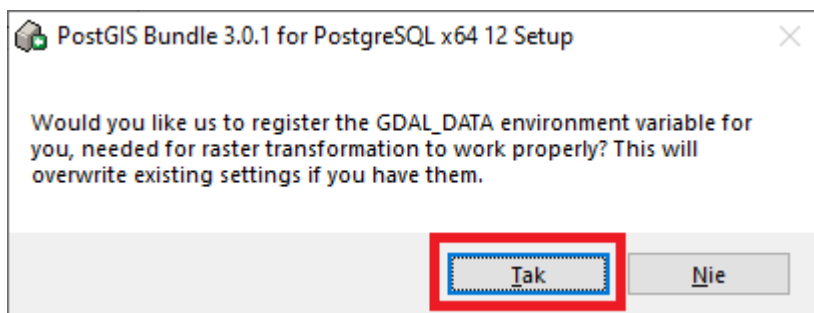 PostGIS Bundle 3.0.1 for PostgreSQL x64 12 Setup
Would you like us to register the GDAL_DATA environment variable for
you, needed for raster transformation to work properly? This will
overwrite existing settings if you have them.
Tak Nie